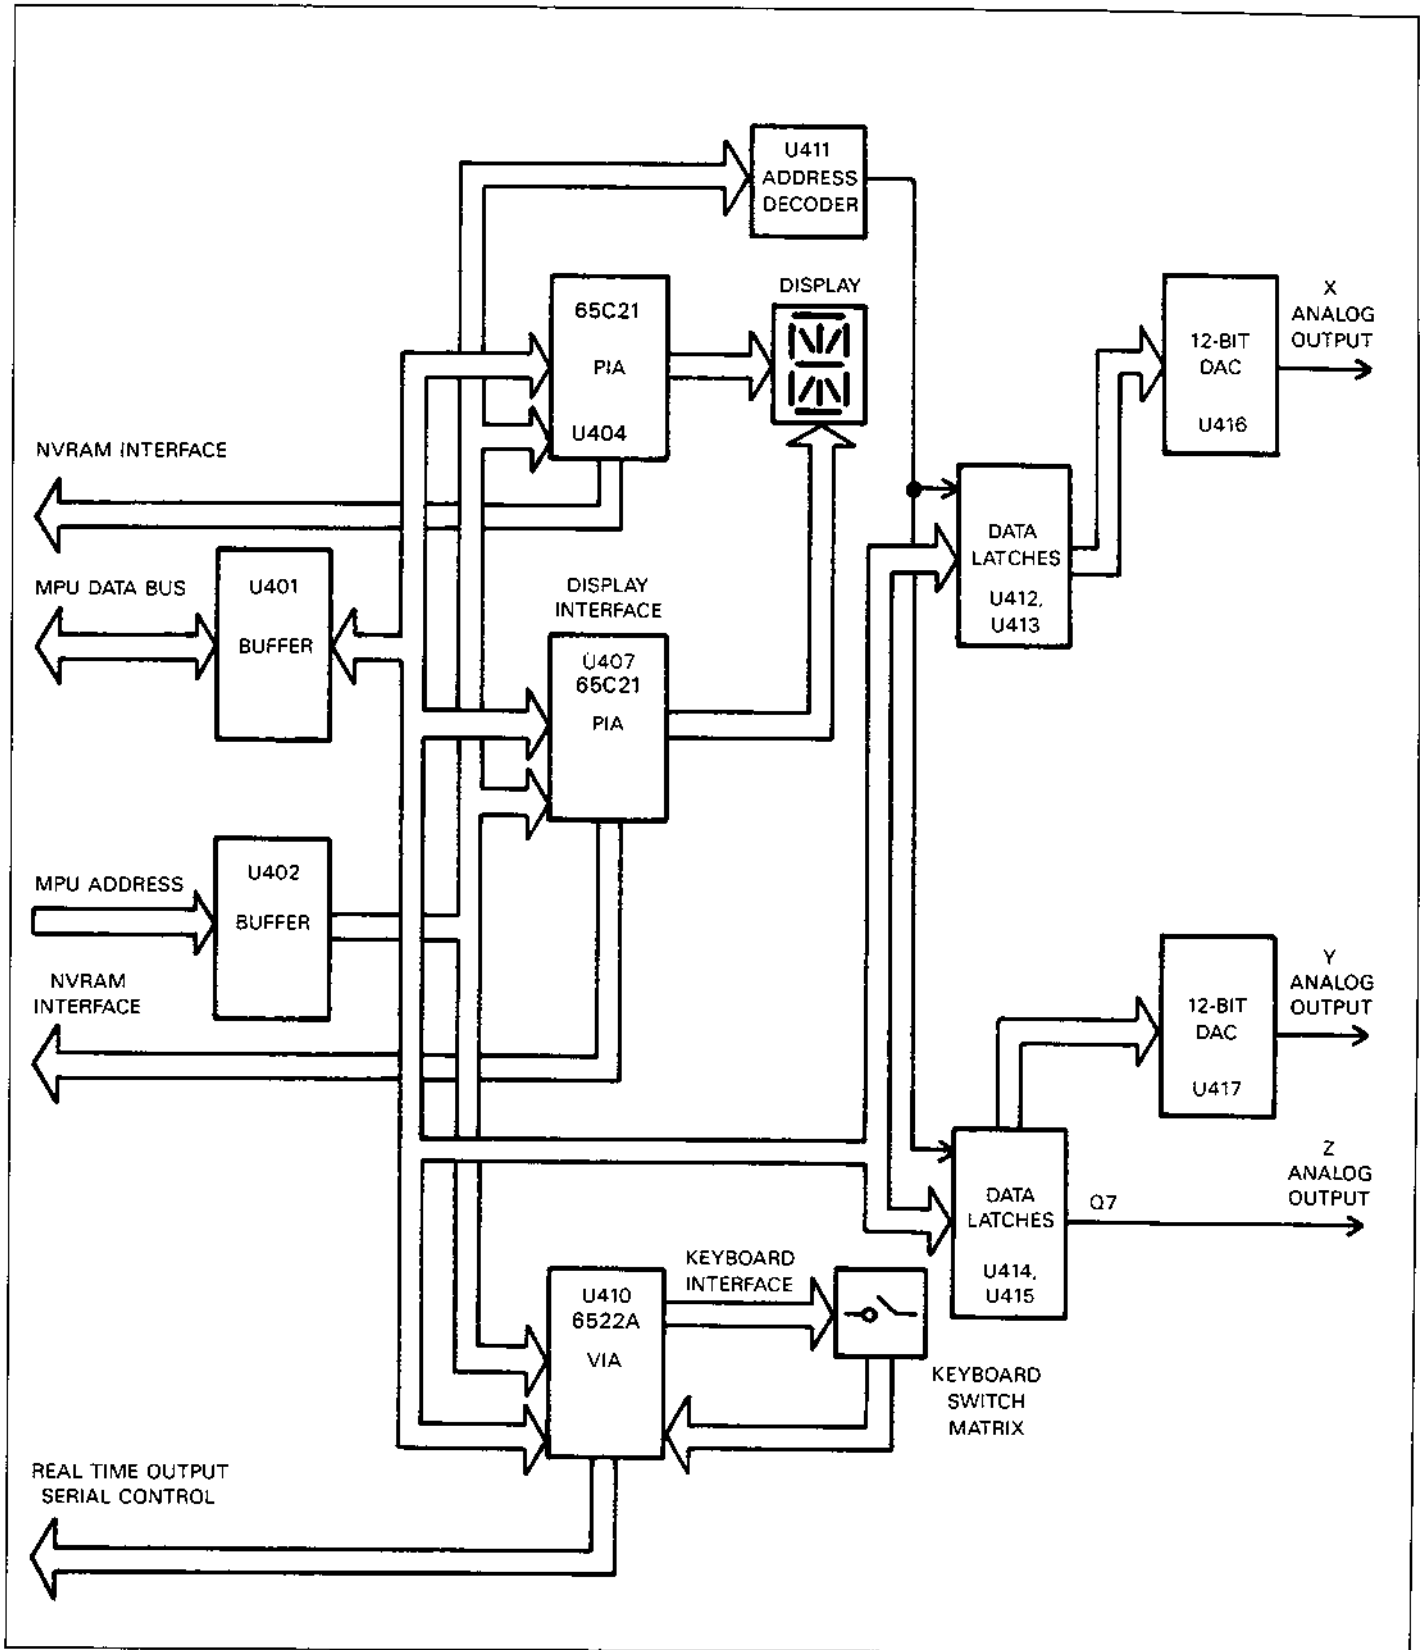 U411
ADDRESS
DECODER
65C21
PIA
U404
DISPLAY
12-BIT
DAC
U416
X
ANALOG
OUTPUT
NVRAM INTERFACE
DATA
LATCHES
U412,
U413
MPU DATA BUS
U401
BUFFER
DISPLAY
INTERFACE
U407
65C21
PIA
MPU ADDRESS
U402
BUFFER
NVRAM
INTERFACE
12-BIT
DAC
U417
Y
ANALOG
OUTPUT
Z
ANALOG
OUTPUT
DATA
LATCHES
U414,
U415
Q7
U410
6522A
VIA
KEYBOARD
INTERFACE
KEYBOARD
SWITCH
MATRIX
REAL TIME OUTPUT
SERIAL CONTROL